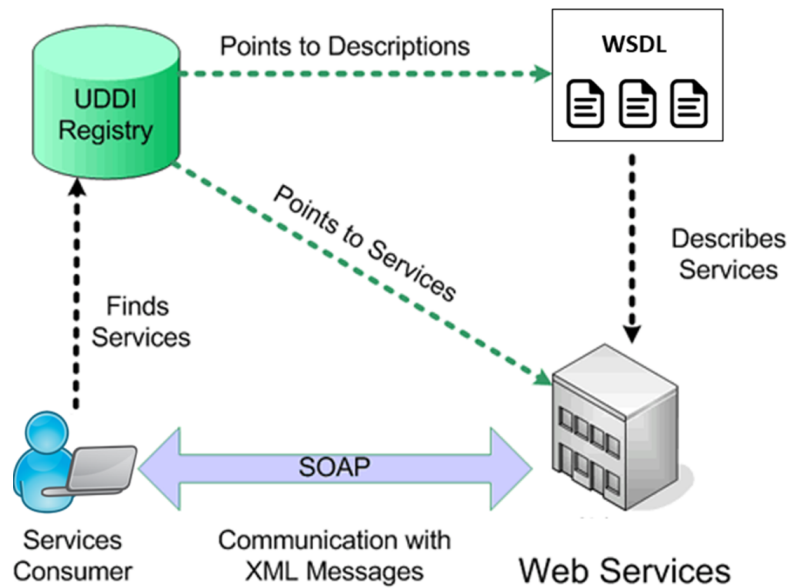 Points to Descriptions
WSDL
UDDI
Registry
Points to Services
Describes
Services
Finds
Services
SOAP
Services
Consumer
Communication with
XML Messages
Web Services